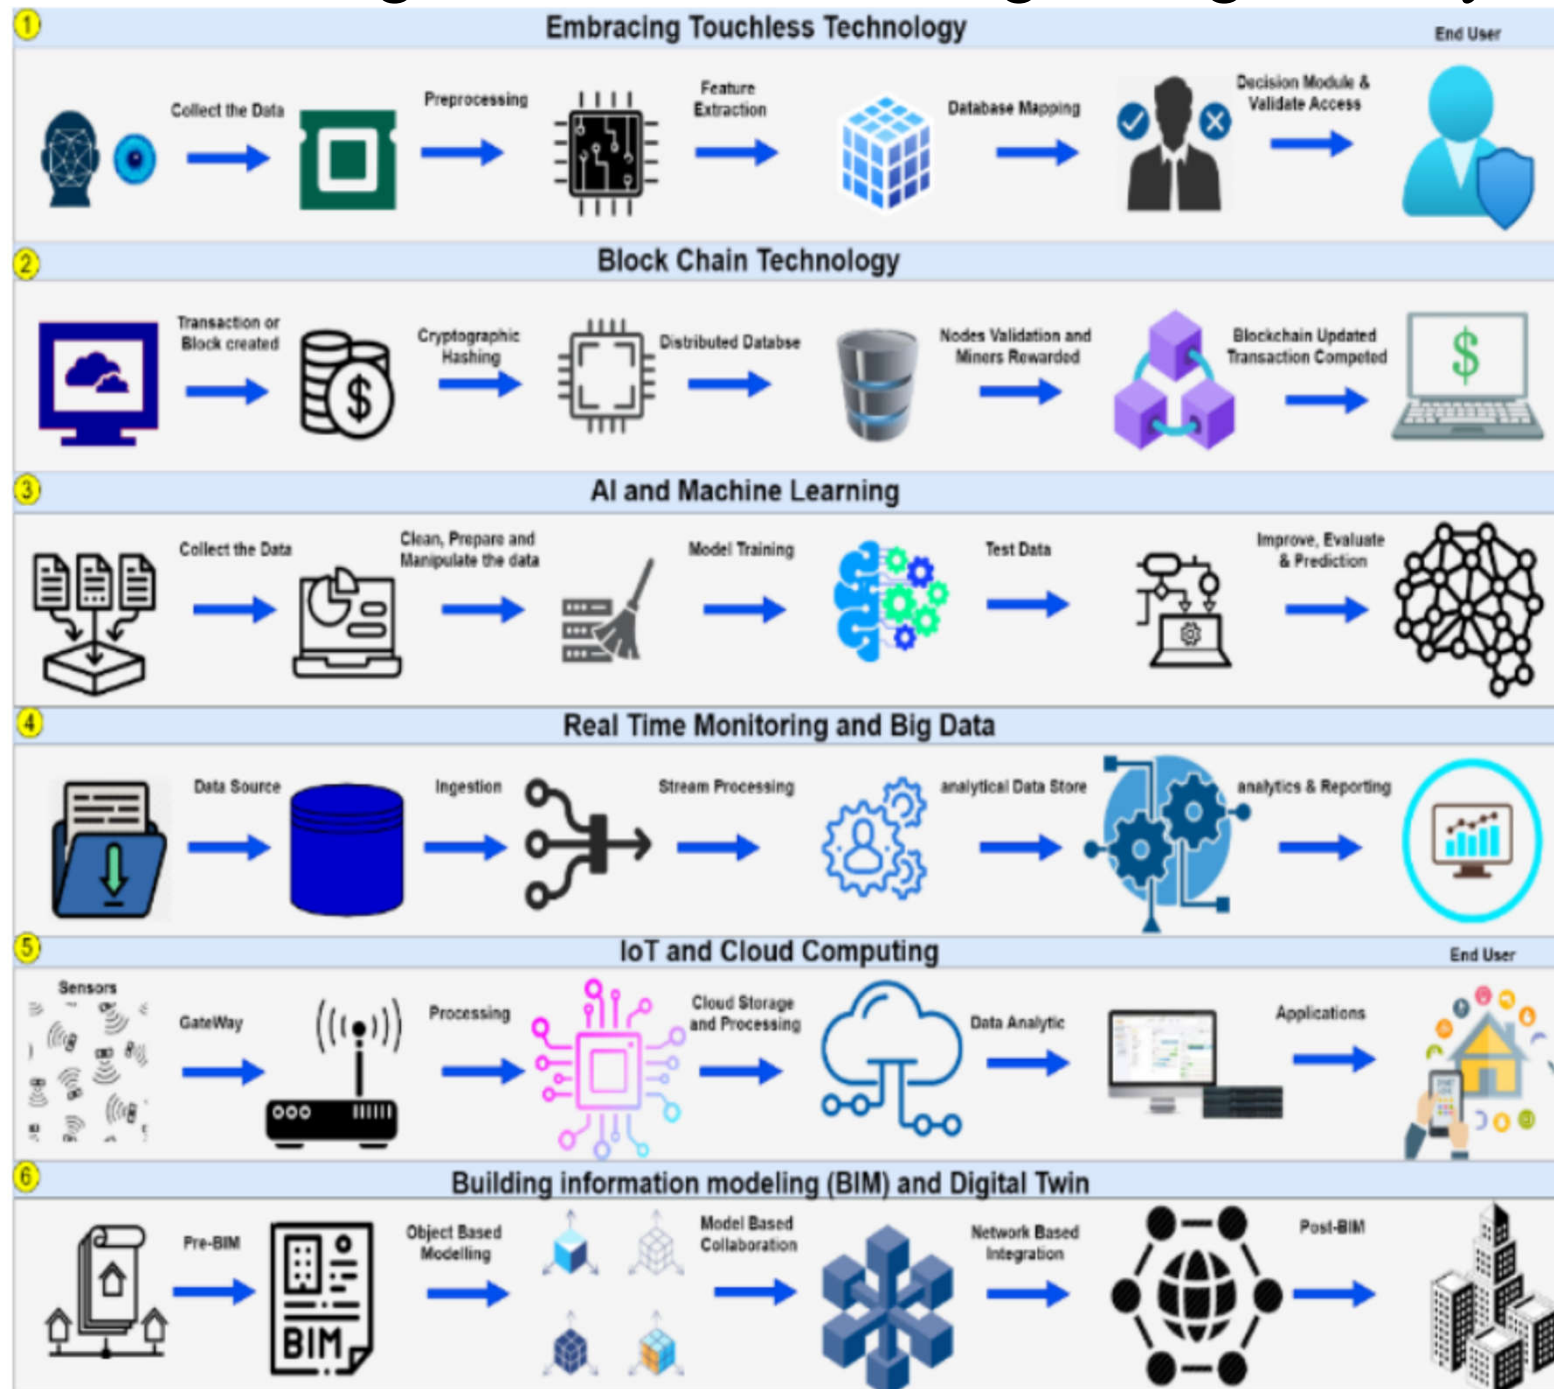 1
Embracing Touchless Technology
End User
Collect the Data
Preprocessing
Feature
Extraction
Database Mapping
Decision Module &
Validate Access
2
Block Chain Technology
Transaction or
Block created
Cryptographic
Hashing
Distributed Databse
Nodes Validation and
Miners Rewarded
Blockchain Updated
Transaction Competed
$
$
3
AI and Machine Learning
Collect the Data
Clean, Prepare and
Manipulate the data
Model Training
Test Data
Improve, Evaluate
& Prediction
4
Real Time Monitoring and Big Data
Data Source
Ingestion
Stream Processing
analytical Data Store
analytics & Reporting
5
IoT and Cloud Computing
End User
Sensors
GateWay
Processing
Cloud Storage
and Processing
Data Analytic
Applications
6
Building information modeling (BIM) and Digital Twin
Pre-BIM
Object Based
Modelling
Model Based
Collaboration
Network Based
Integration
Post-BIM
BIM